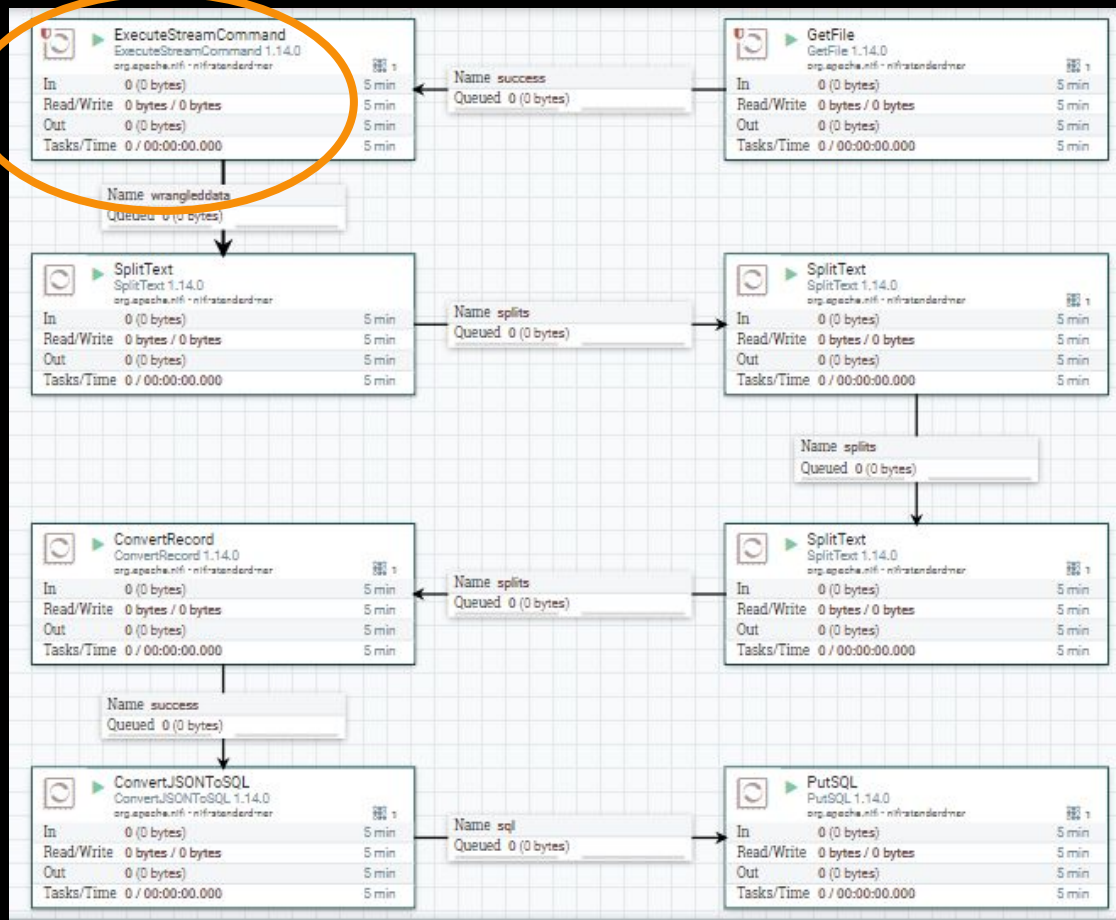 ExecuteStreamCommand
ExecuteStreamCommand 1.14.0
1
In 0 (0 bytes) 5 min
Read/Write 0 bytes / 0 bytes 5 min
Out 0 (0 bytes) 5 min
Tasks/Time 0 / 00:00:00.000 5 min
Name success
Queued 0 (0 bytes)
GetFile
GetFile 1.14.0
1
In 0 (0 bytes) 5 min
Read/Write 0 bytes / 0 bytes 5 min
Out 0 (0 bytes) 5 min
Tasks/Time 0 / 00:00:00.000 5 min
Name wrangleddata
Queued 0 (0 bytes)
SplitText
SplitText 1.14.0
In 0 (0 bytes) 5 min
Read/Write 0 bytes / 0 bytes 5 min
Out 0 (0 bytes) 5 min
Tasks/Time 0 / 00:00:00.000 5 min
Name splits
Queued 0 (0 bytes)
SplitText
SplitText 1.14.0
1
In 0 (0 bytes) 5 min
Read/Write 0 bytes / 0 bytes 5 min
Out 0 (0 bytes) 5 min
Tasks/Time 0 / 00:00:00.000 5 min
Name splits
Queued 0 (0 bytes)
ConvertRecord
ConvertRecord 1.14.0
1
In 0 (0 bytes) 5 min
Read/Write 0 bytes / 0 bytes 5 min
Out 0 (0 bytes) 5 min
Tasks/Time 0 / 00:00:00.000 5 min
Name splits
Queued 0 (0 bytes)
SplitText
SplitText 1.14.0
1
In 0 (0 bytes) 5 min
Read/Write 0 bytes / 0 bytes 5 min
Out 0 (0 bytes) 5 min
Tasks/Time 0 / 00:00:00.000 5 min
Name success
Queued 0 (0 bytes)
ConvertJSONToSQL
ConvertJSONToSQL 1.14.0
1
In 0 (0 bytes) 5 min
Read/Write 0 bytes / 0 bytes 5 min
Out 0 (0 bytes) 5 min
Tasks/Time 0 / 00:00:00.000 5 min
Name sql
Queued 0 (0 bytes)
PutSQL
PutSQL 1.14.0
1
In 0 (0 bytes) 5 min
Read/Write 0 bytes / 0 bytes 5 min
Out 0 (0 bytes) 5 min
Tasks/Time 0 / 00:00:00.000 5 min